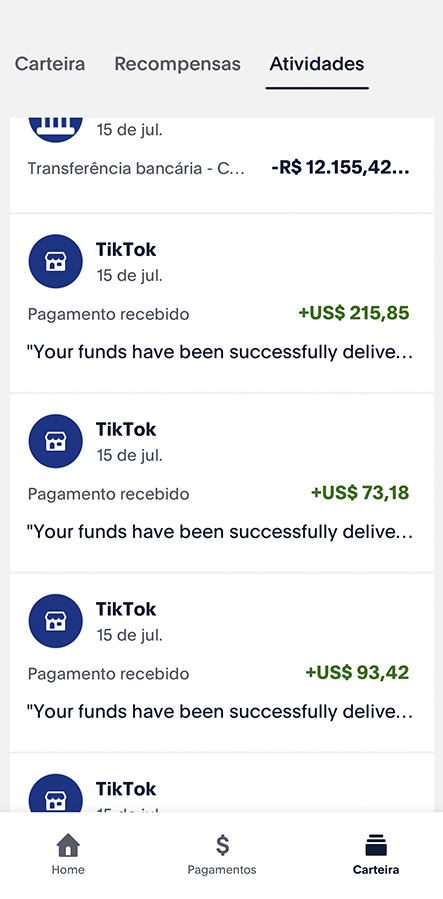 Carteira Recompensas Atividades
15 de jul.
Transferência bancária - C... -R$ 12.155,42...
TikTok
15 de jul.
Pagamento recebido +US$ 215,85
"Your funds have been successfully delive...
TikTok
15 de jul.
Pagamento recebido +US$ 73,18
"Your funds have been successfully delive...
TikTok
15 de jul.
Pagamento recebido +US$ 93,42
"Your funds have been successfully delive...
TikTok
$
Home Pagamentos Carteira